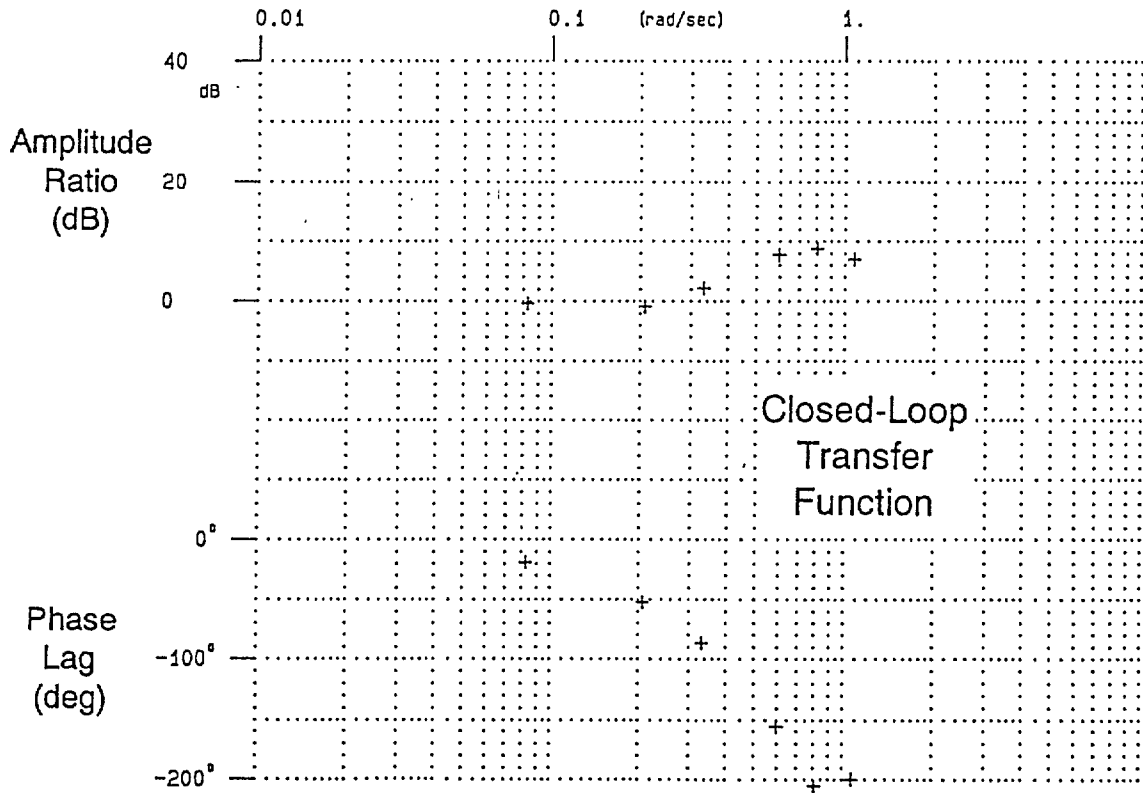 0.01 0.1 (rad/sec) 1.
40
dB
Amplitude
Ratio
(dB)
20
0
Closed-Loop
Transfer
Function
0°
Phase
Lag
(deg)
-100°
-200°